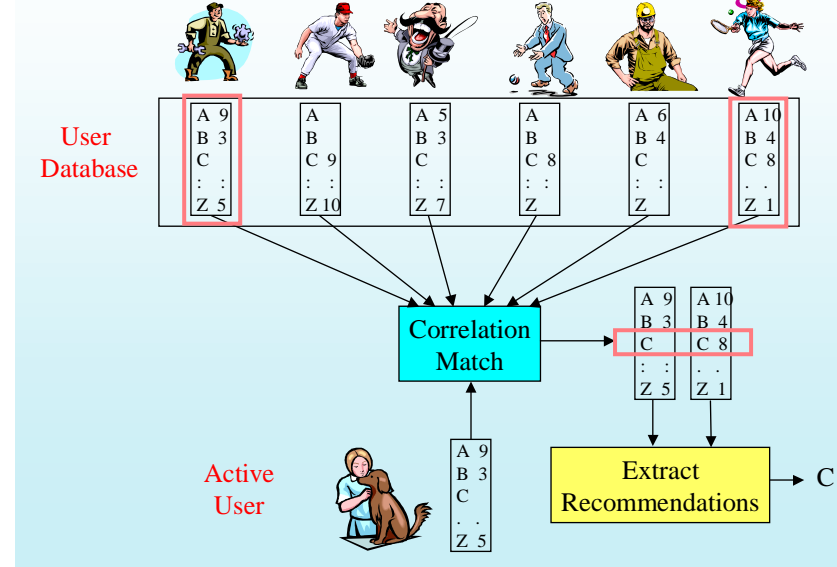 User
Database
A 9
B 3
C
: :
Z 5
A
B
C 9
: :
Z 10
A 5
B 3
C
: :
Z 7
A
B
C 8
: :
Z
A 6
B 4
C
: :
Z
A 10
B 4
C 8
. .
Z 1
Correlation
Match
A 9
B 3
C
: :
Z 5
A 10
B 4
C 8
. .
Z 1
Active
User
A 9
B 3
C
. .
Z 5
Extract
Recommendations
C